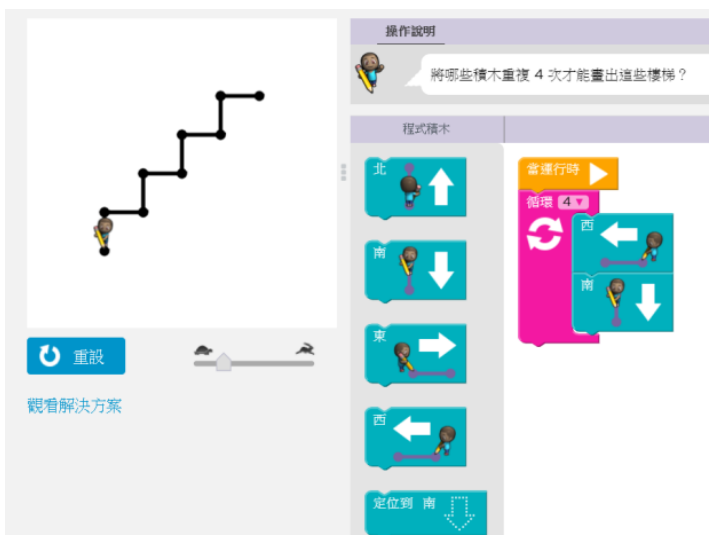 操作說明
將哪些積木重複 4 次才能畫出這些樓梯？
程式積木
北
南
東
西
定位到 南
當運行時
循環 4
西
南
重設
觀看解決方案